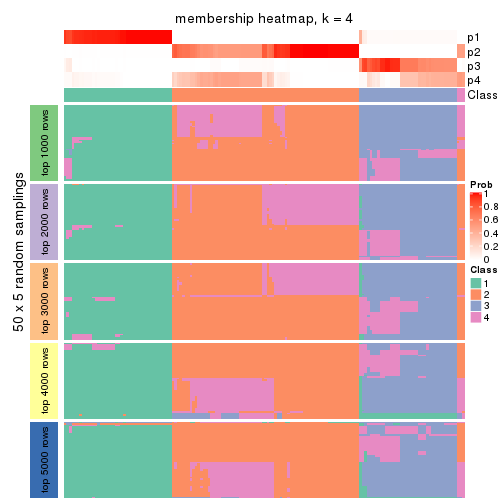 membership heatmap, k = 4
p1
p2
p3
p4
Class
50 x 5 random samplings
top 1000 rows
top 2000 rows
top 3000 rows
top 4000 rows
top 5000 rows
Prob
1
0.8
0.6
0.4
0.2
0
Class
1
2
3
4